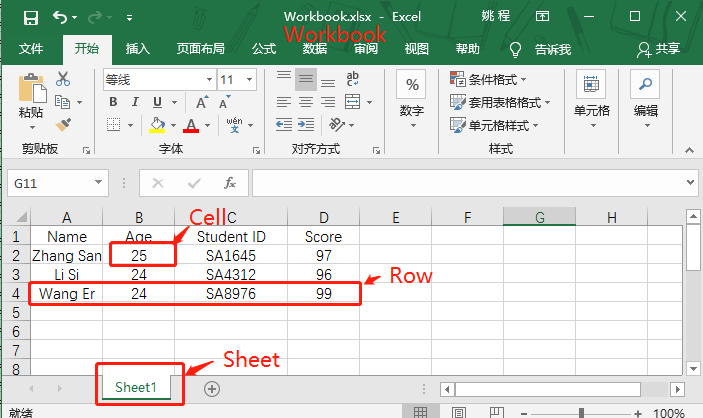 Workbook.xlsx - Excel
姚 程
Workbook
文件 开始 插入 页面布局 公式 数据 审阅 视图 帮助 告诉我 共享
粘贴
等线 11
B I U A A
A wén 文
ab c
%
数字
条件格式
套用表格格式
单元格样式
单元格
编辑
剪贴板 字体 对齐方式 样式
G11 fx
Cell
A B C D E F G H
1 Name Age Student ID Score
2 Zhang San 25 SA1645 97
3 Li Si 24 SA4312 96
Row
4 Wang Er 24 SA8976 99
5
6
7
8
Sheet
Sheet1
就绪 100%